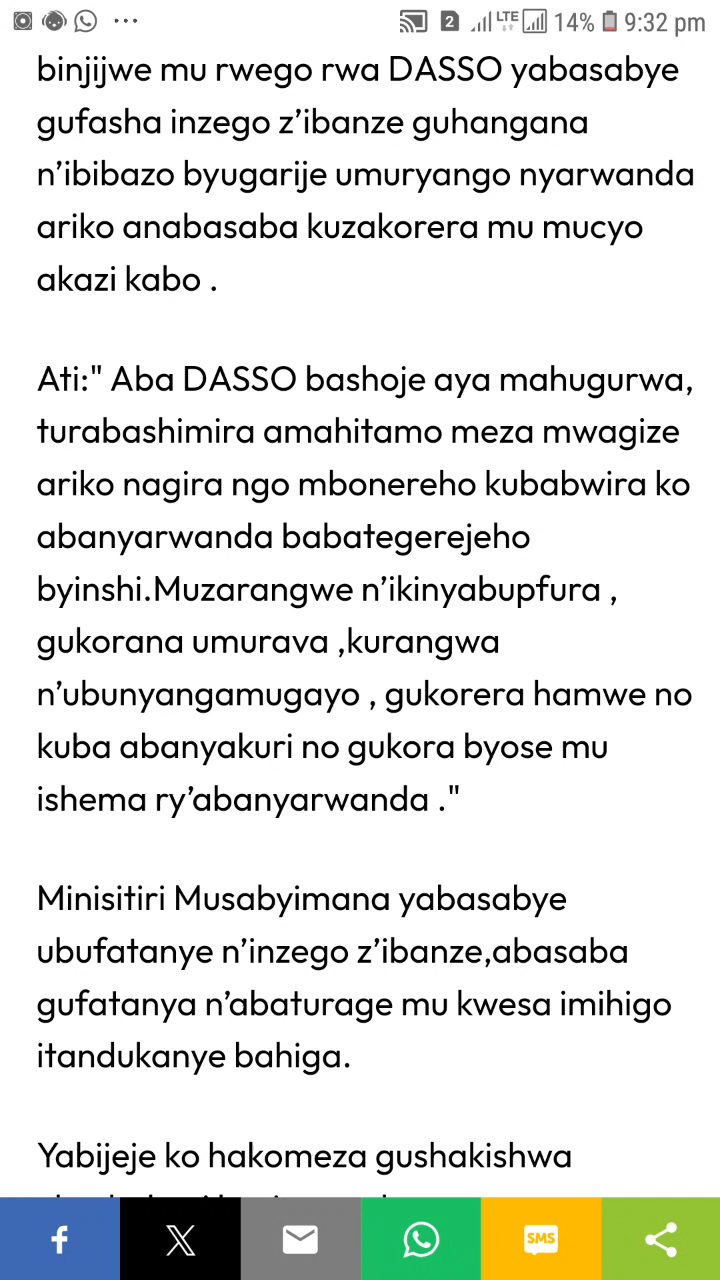 2 LTE 14% 9:32 pm
binjijwe mu rwego rwa DASSO yabasabye
gufasha inzego z’ibanze guhangana
n’ibibazo byugarije umuryango nyarwanda
ariko anabasaba kuzakorera mu mucyo
akazi kabo .
Ati:" Aba DASSO bashoje aya mahugurwa,
turabashimira amahitamo meza mwagize
ariko nagira ngo mbonereho kubabwira ko
abanyarwanda babategerejeho
byinshi.Muzarangwe n’ikinyabupfura ,
gukorana umurava ,kurangwa
n’ubunyangamugayo , gukorera hamwe no
kuba abanyakuri no gukora byose mu
ishema ry’abanyarwanda ."
Minisitiri Musabyimana yabasabye
ubufatanye n’inzego z’ibanze,abasaba
gufatanya n’abaturage mu kwesa imihigo
itandukanye bahiga.
Yabijeje ko hakomeza gushakishwa
SMS